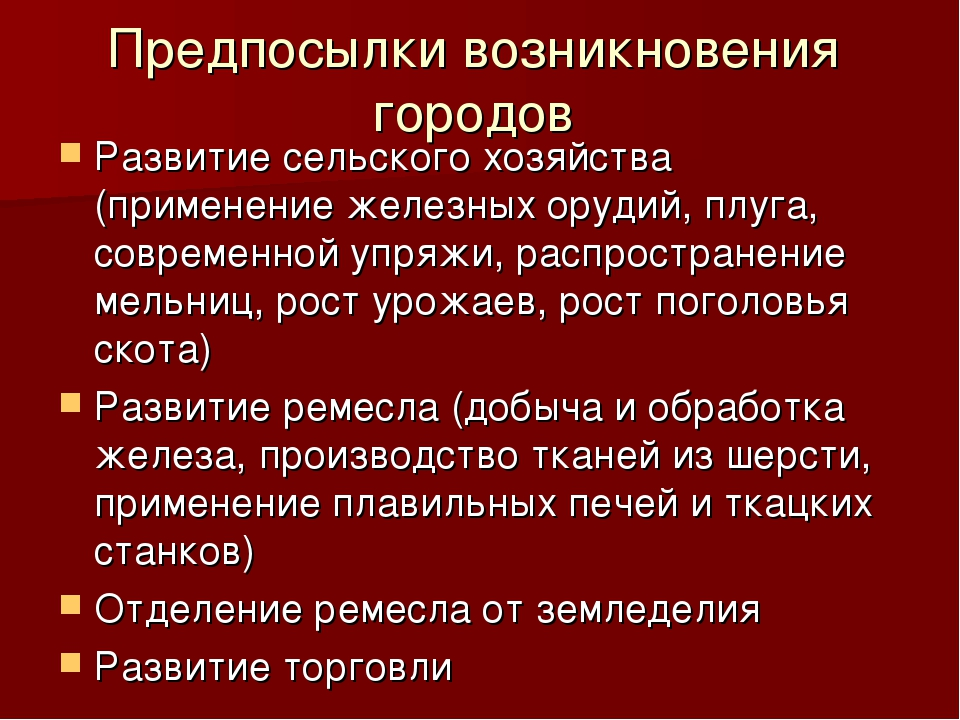 Предпосылки возникновения
городов
Развитие сельского хозяйства
(применение железных орудий, плуга,
современной упряжи, распространение
мельниц, рост урожаев, рост поголовья
скота)
Развитие ремесла (добыча и обработка
железа, производство тканей из шерсти,
применение плавильных печей и ткацких
станков)
Отделение ремесла от земледелия
Развитие торговли